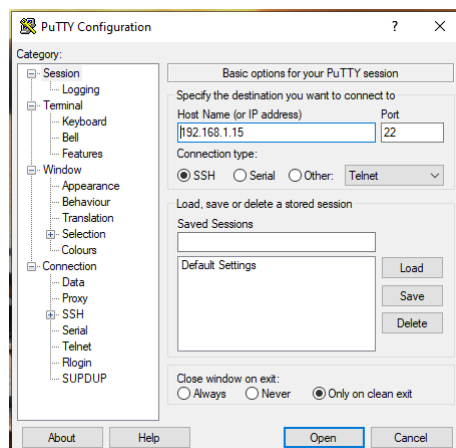 PuTTY Configuration
?
Category:
Session
Logging
Terminal
Keyboard
Bell
Features
Window
Appearance
Behaviour
Translation
Selection
Colours
Connection
Data
Proxy
SSH
Serial
Telnet
Rlogin
SUPDUP
Basic options for your PuTTY session
Specify the destination you want to connect to
Host Name (or IP address) Port
192.168.1.15 22
Connection type:
SSH Serial Other: Telnet
Load, save or delete a stored session
Saved Sessions
Default Settings
Load
Save
Delete
Close window on exit:
Always Never Only on clean exit
About Help Open Cancel